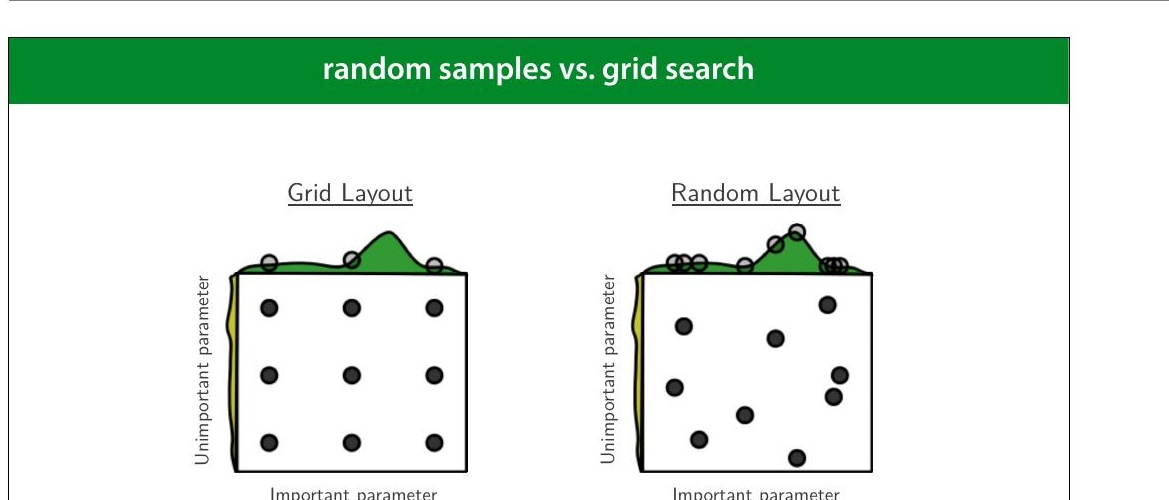 random samples vs. grid search
Grid Layout
Random Layout
Unimportant parameter
Unimportant parameter
Important parameter
Important parameter